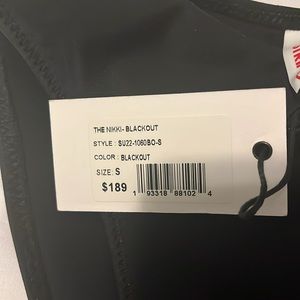 THE NIKKI- BLACKOUT
STYLE : SU22-1060BO-S
COLOR : BLACKOUT
SIZE: S
$189
1 93318 88102 4